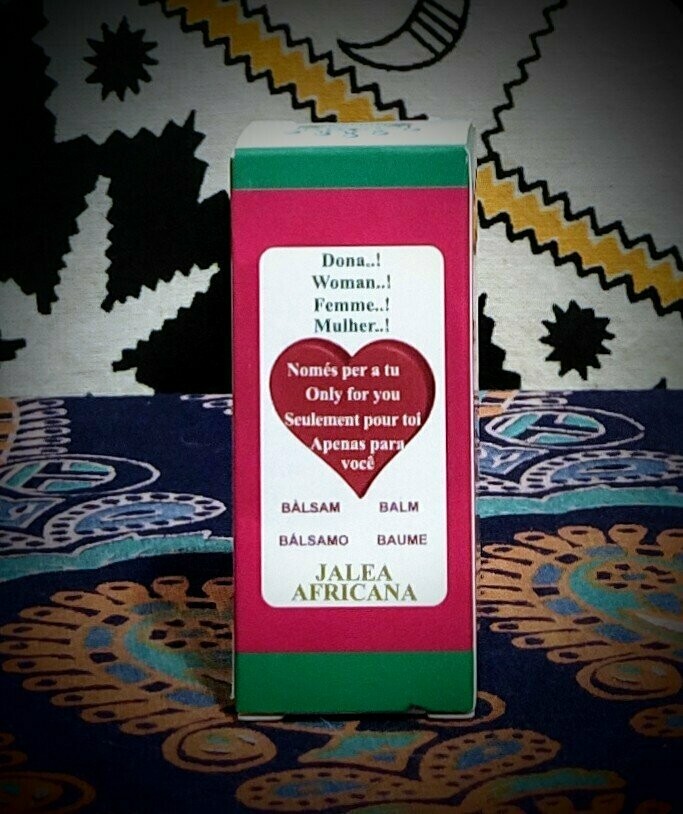 Dona..!
Woman..!
Femme..!
Mulher..!
Només per a tu
Only for you
Seulement pour toi
Apenas para
você
BÀLSAM BALM
BÁLSAMO BAUME
JALEA
AFRICANA